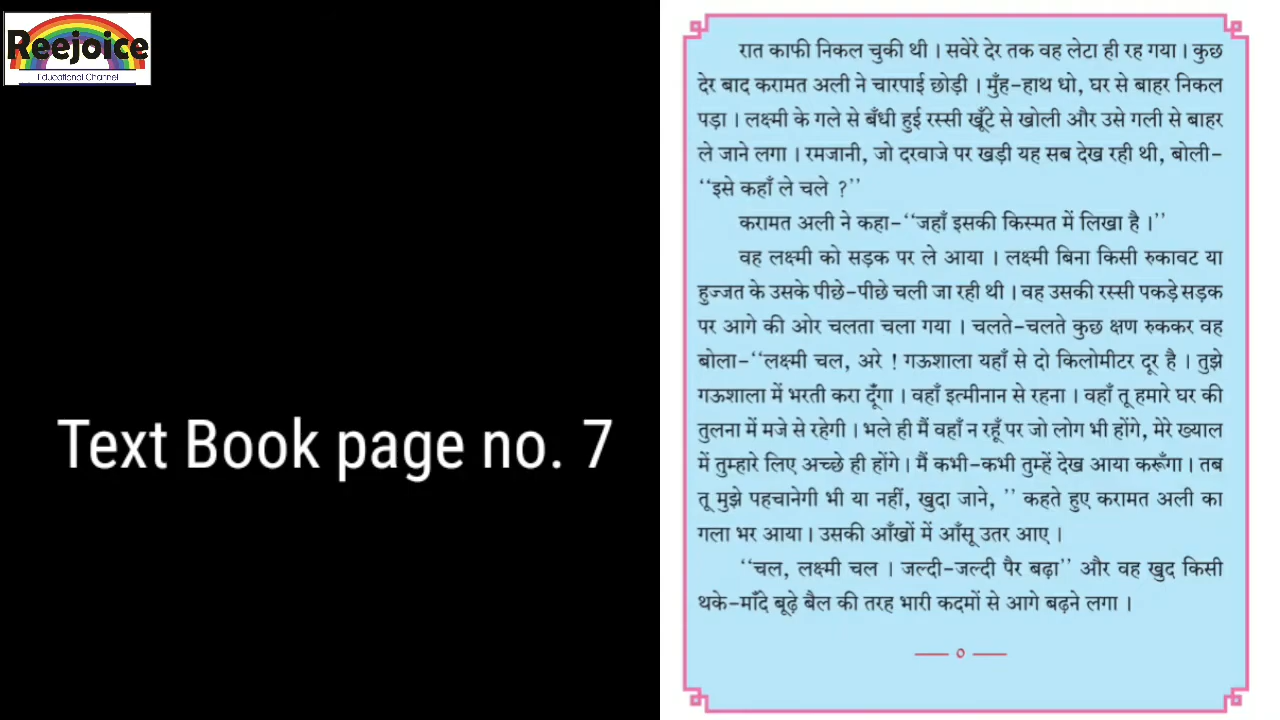 Reejoice
Educational Channel
Text Book page no. 7
रात काफी निकल चुकी थी । सवेरे देर तक वह लेटा ही रह गया । कुछ
देर बाद करामत अली ने चारपाई छोड़ी । मुँह-हाथ धो, घर से बाहर निकल
पड़ा । लक्ष्मी के गले से बँधी हुई रस्सी खूँटे से खोली और उसे गली से बाहर
ले जाने लगा । रमजानी, जो दरवाजे पर खड़ी यह सब देख रही थी, बोली-
‘‘इसे कहाँ ले चले ?’’
करामत अली ने कहा-‘‘जहाँ इसकी किस्मत में लिखा है ।’’
वह लक्ष्मी को सड़क पर ले आया । लक्ष्मी बिना किसी रुकावट या
हुज्जत के उसके पीछे-पीछे चली जा रही थी । वह उसकी रस्सी पकड़े सड़क
पर आगे की ओर चलता चला गया । चलते-चलते कुछ क्षण रुककर वह
बोला-‘‘लक्ष्मी चल, अरे ! गऊशाला यहाँ से दो किलोमीटर दूर है । तुझे
गऊशाला में भरती करा दूँगा । वहाँ इत्मीनान से रहना । वहाँ तू हमारे घर की
तुलना में मजे से रहेगी । भले ही मैं वहाँ न रहूँ पर जो लोग भी होंगे, मेरे ख्याल
में तुम्हारे लिए अच्छे ही होंगे । मैं कभी-कभी तुम्हें देख आया करूँगा । तब
तू मुझे पहचानेगी भी या नहीं, खुदा जाने, ’’ कहते हुए करामत अली का
गला भर आया । उसकी आँखों में आँसू उतर आए ।
‘‘चल, लक्ष्मी चल । जल्दी-जल्दी पैर बढ़ा’’ और वह खुद किसी
थके-माँदे बूढ़े बैल की तरह भारी कदमों से आगे बढ़ने लगा ।
— ० —